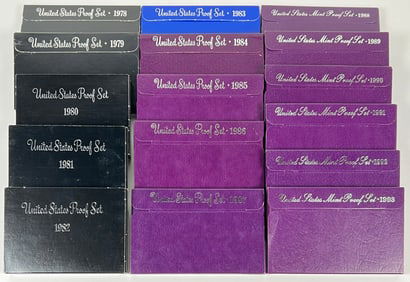 United States Proof Set · 1978
United States Proof Set · 1979
United States Proof Set
1980
United States Proof Set
1981
United States Proof Set
1982
United States Proof Set · 1983
United States Proof Set · 1984
United States Proof Set · 1985
United States Proof Set · 1986
United States Proof Set · 1987
United States Mint Proof Set · 1988
United States Mint Proof Set · 1989
United States Mint Proof Set · 1990
United States Mint Proof Set · 1991
United States Mint Proof Set · 1992
United States Mint Proof Set · 1993